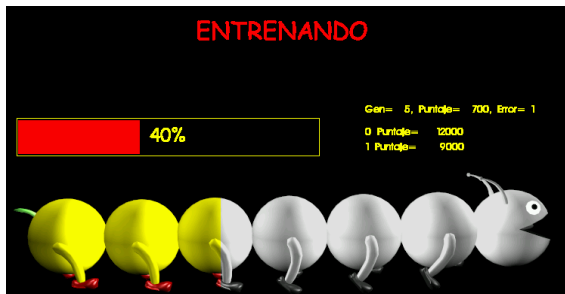 ENTRENANDO
Gen= 5, Puntaje= 700, Error= 1
0 Puntaje= 12000
1 Puntaje= 9000
40%